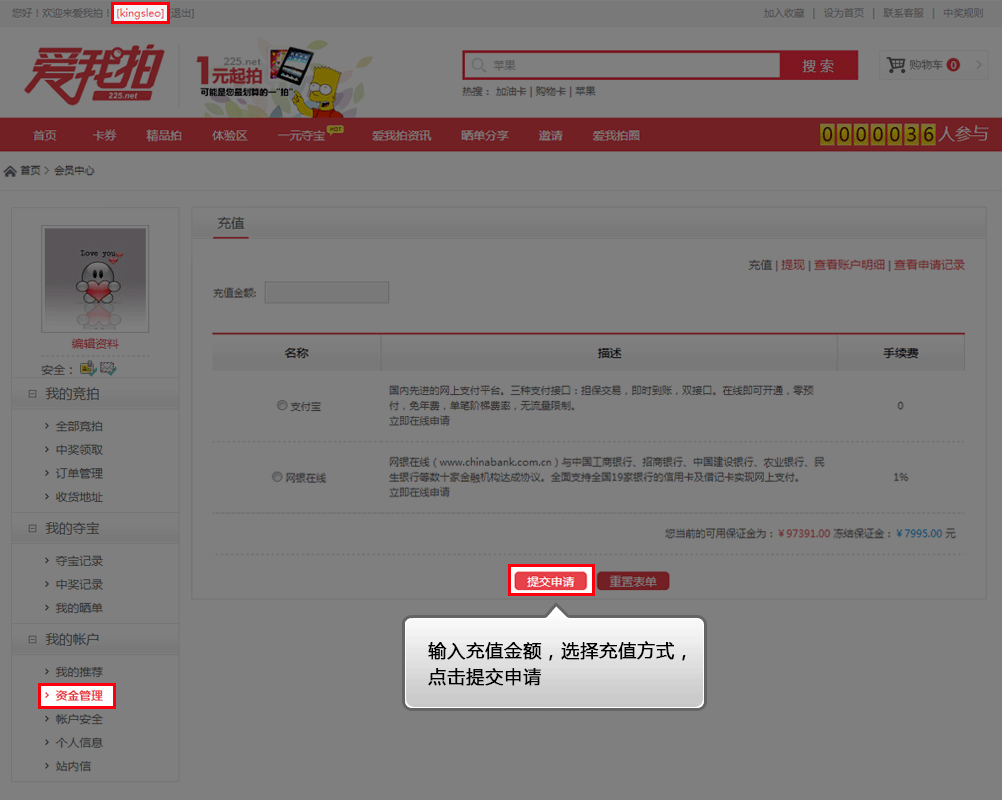 您好！欢迎来爱我拍！[kingsleo] [退出]
加入收藏 | 设为首页 | 联系客服 | 中奖规则
爱我拍
225.net
225.net
1元起拍
可能是您最划算的一"拍"
苹果
搜 索
购物车 0
热搜： 加油卡 | 购物卡 | 苹果
首页 卡券 精品拍 体验区 一元夺宝 HOT 爱我拍资讯 晒单分享 邀请 爱我拍圈
0000036人参与
首页 > 会员中心
Love you
编辑资料
安全：
我的竞拍
全部竞拍
中奖领取
订单管理
收货地址
我的夺宝
夺宝记录
中奖记录
我的晒单
我的帐户
我的推荐
资金管理
帐户安全
个人信息
站内信
充值
充值 | 提现 | 查看账户明细 | 查看申请记录
充值金额:
名称 描述 手续费
支付宝
国内先进的网上支付平台。三种支付接口：担保交易，即时到账，双接口。在线即可开通，零预
付，免年费，单笔阶梯费率，无流量限制。
立即在线申请
0
网银在线
网银在线（www.chinabank.com.cn）与中国工商银行、招商银行、中国建设银行、农业银行、民
生银行等数十家金融机构达成协议。全面支持全国19家银行的信用卡及借记卡实现网上支付。
立即在线申请
1%
您当前的可用保证金为：￥97391.00 冻结保证金：￥7995.00 元
提交申请 重置表单
输入充值金额，选择充值方式，
点击提交申请